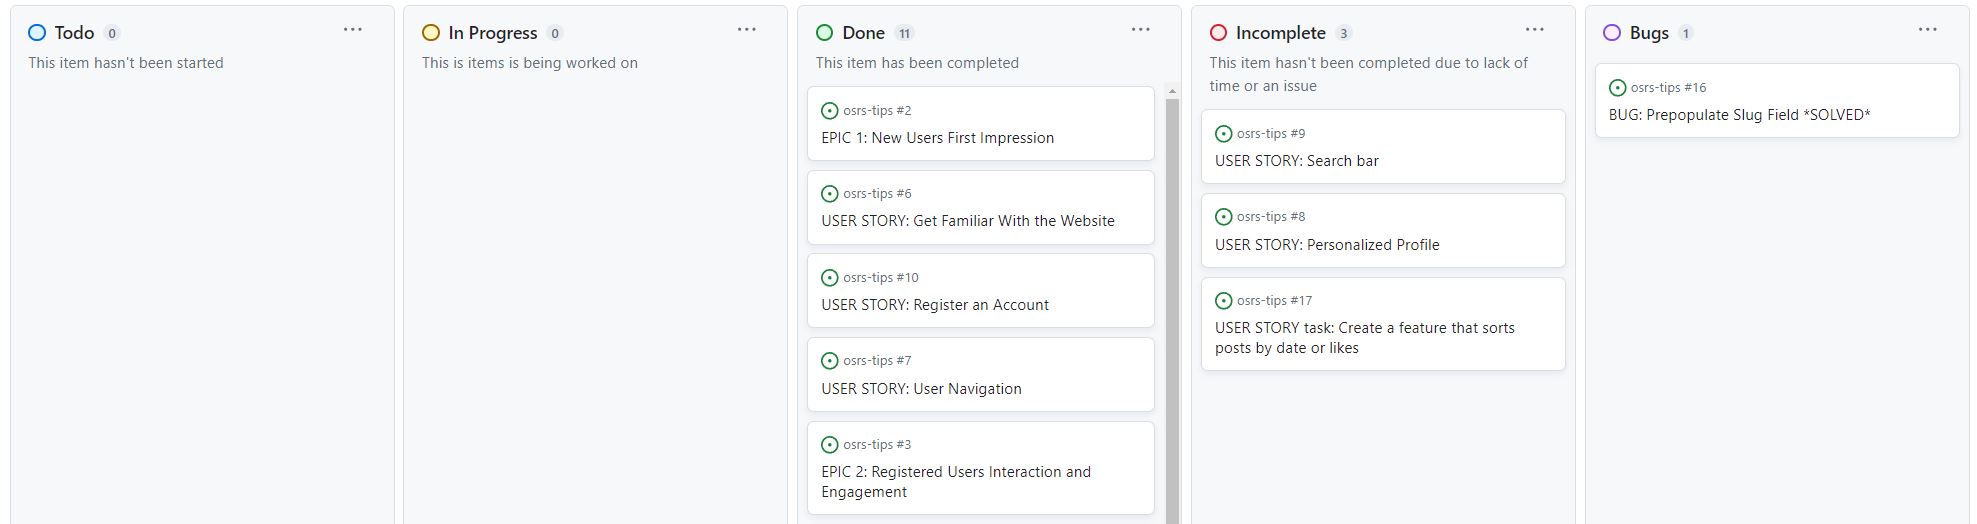 Todo 0
This item hasn't been started
In Progress 0
This is items is being worked on
Done 11
This item has been completed
osrs-tips #2
EPIC 1: New Users First Impression
osrs-tips #6
USER STORY: Get Familiar With the Website
osrs-tips #10
USER STORY: Register an Account
osrs-tips #7
USER STORY: User Navigation
osrs-tips #3
EPIC 2: Registered Users Interaction and
Engagement
Incomplete 3
This item hasn't been completed due to lack of
time or an issue
osrs-tips #9
USER STORY: Search bar
osrs-tips #8
USER STORY: Personalized Profile
osrs-tips #17
USER STORY task: Create a feature that sorts
posts by date or likes
Bugs 1
osrs-tips #16
BUG: Prepopulate Slug Field *SOLVED*